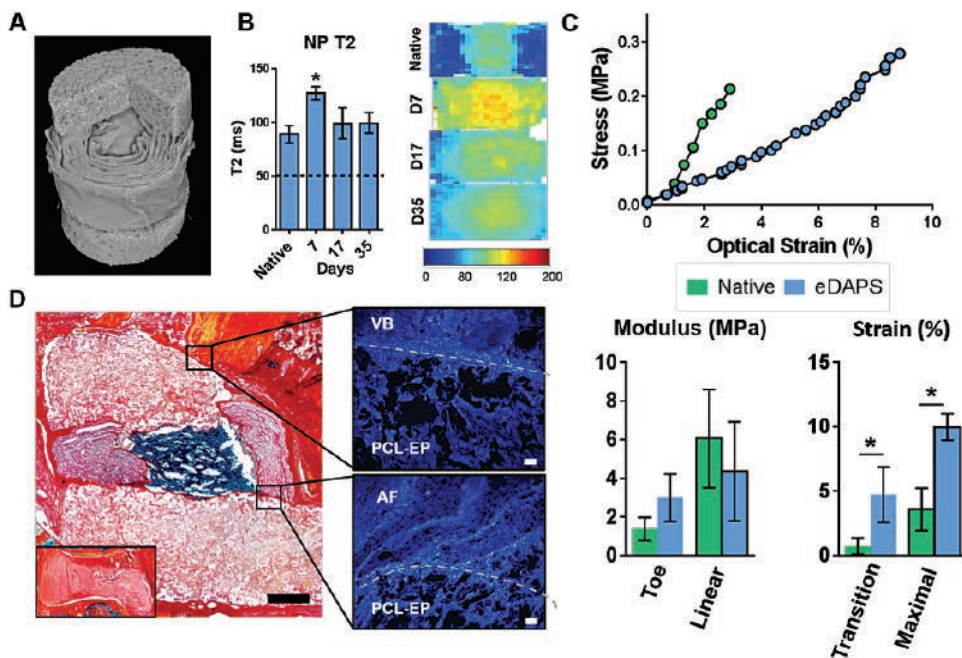 A
B
NP T2
T2 (ms)
150
100
50
0
*
Native
7
17
35
Days
Native
D7
D17
D35
0
80
120
200
C
Stress (MPa)
0.3
0.2
0.1
0.0
0
2
4
6
8
10
Optical Strain (%)
Native
eDAPS
Modulus (MPa)
10
8
6
4
2
0
Toe
Linear
Strain (%)
15
10
5
0
*
*
Transition
Maximal
D
VB
PCL-EP
AF
PCL-EP